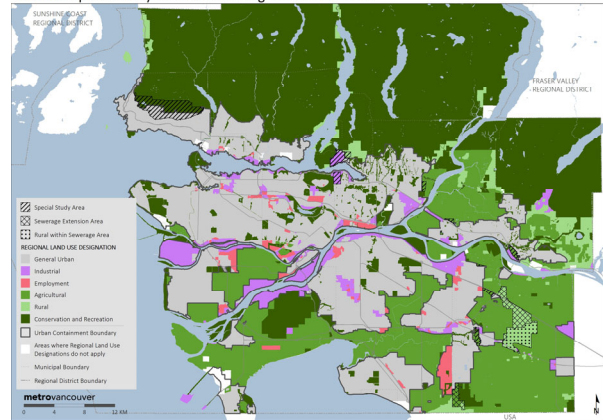 SUNSHINE COAST
REGIONAL DISTRICT
FRASER VALLEY
REGIONAL DISTRICT
Special Study Area
Sewerage Extension Area
Rural within Sewerage Area
REGIONAL LAND USE DESIGNATION
General Urban
Industrial
Employment
Agricultural
Rural
Conservation and Recreation
Urban Containment Boundary
Areas where Regional Land Use
Designations do not apply
Municipal Boundary
Regional District Boundary
metrovancouver
0 4 8 12 KM
USA